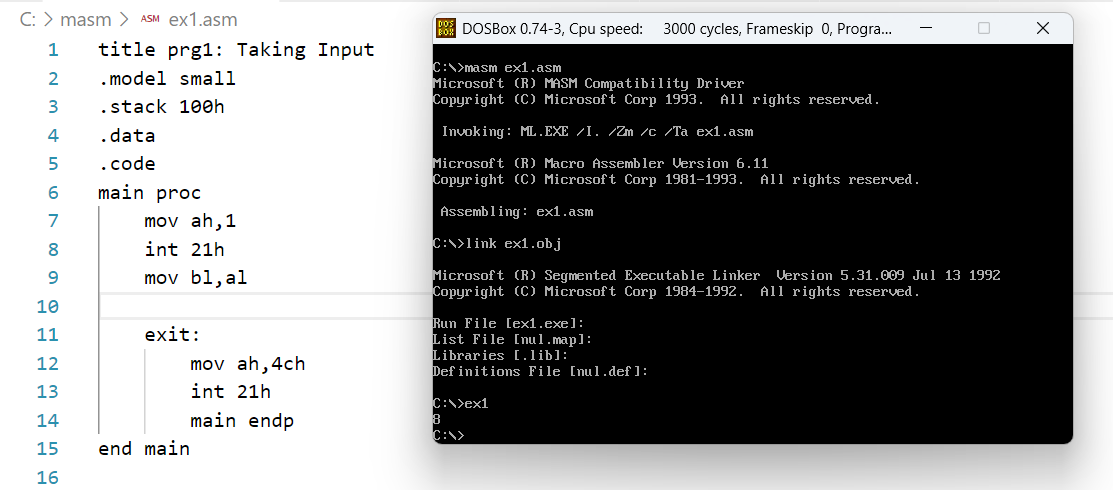 C: > masm > ASM ex1.asm
1 title prg1: Taking Input
2 .model small
3 .stack 100h
4 .data
5 .code
6 main proc
7 mov ah,1
8 int 21h
9 mov bl,al
10
11 exit:
12 mov ah,4ch
13 int 21h
14 main endp
15 end main
16
DOS BOX DOSBox 0.74-3, Cpu speed: 3000 cycles, Frameskip 0, Progra...
C:\>masm ex1.asm
Microsoft (R) MASM Compatibility Driver
Copyright (C) Microsoft Corp 1993. All rights reserved.
Invoking: ML.EXE /I. /Zm /c /Ta ex1.asm
Microsoft (R) Macro Assembler Version 6.11
Copyright (C) Microsoft Corp 1981-1993. All rights reserved.
Assembling: ex1.asm
C:\>link ex1.obj
Microsoft (R) Segmented Executable Linker Version 5.31.009 Jul 13 1992
Copyright (C) Microsoft Corp 1984-1992. All rights reserved.
Run File [ex1.exe]:
List File [nul.map]:
Libraries [.lib]:
Definitions File [nul.def]:
C:\>ex1
8
C:\>